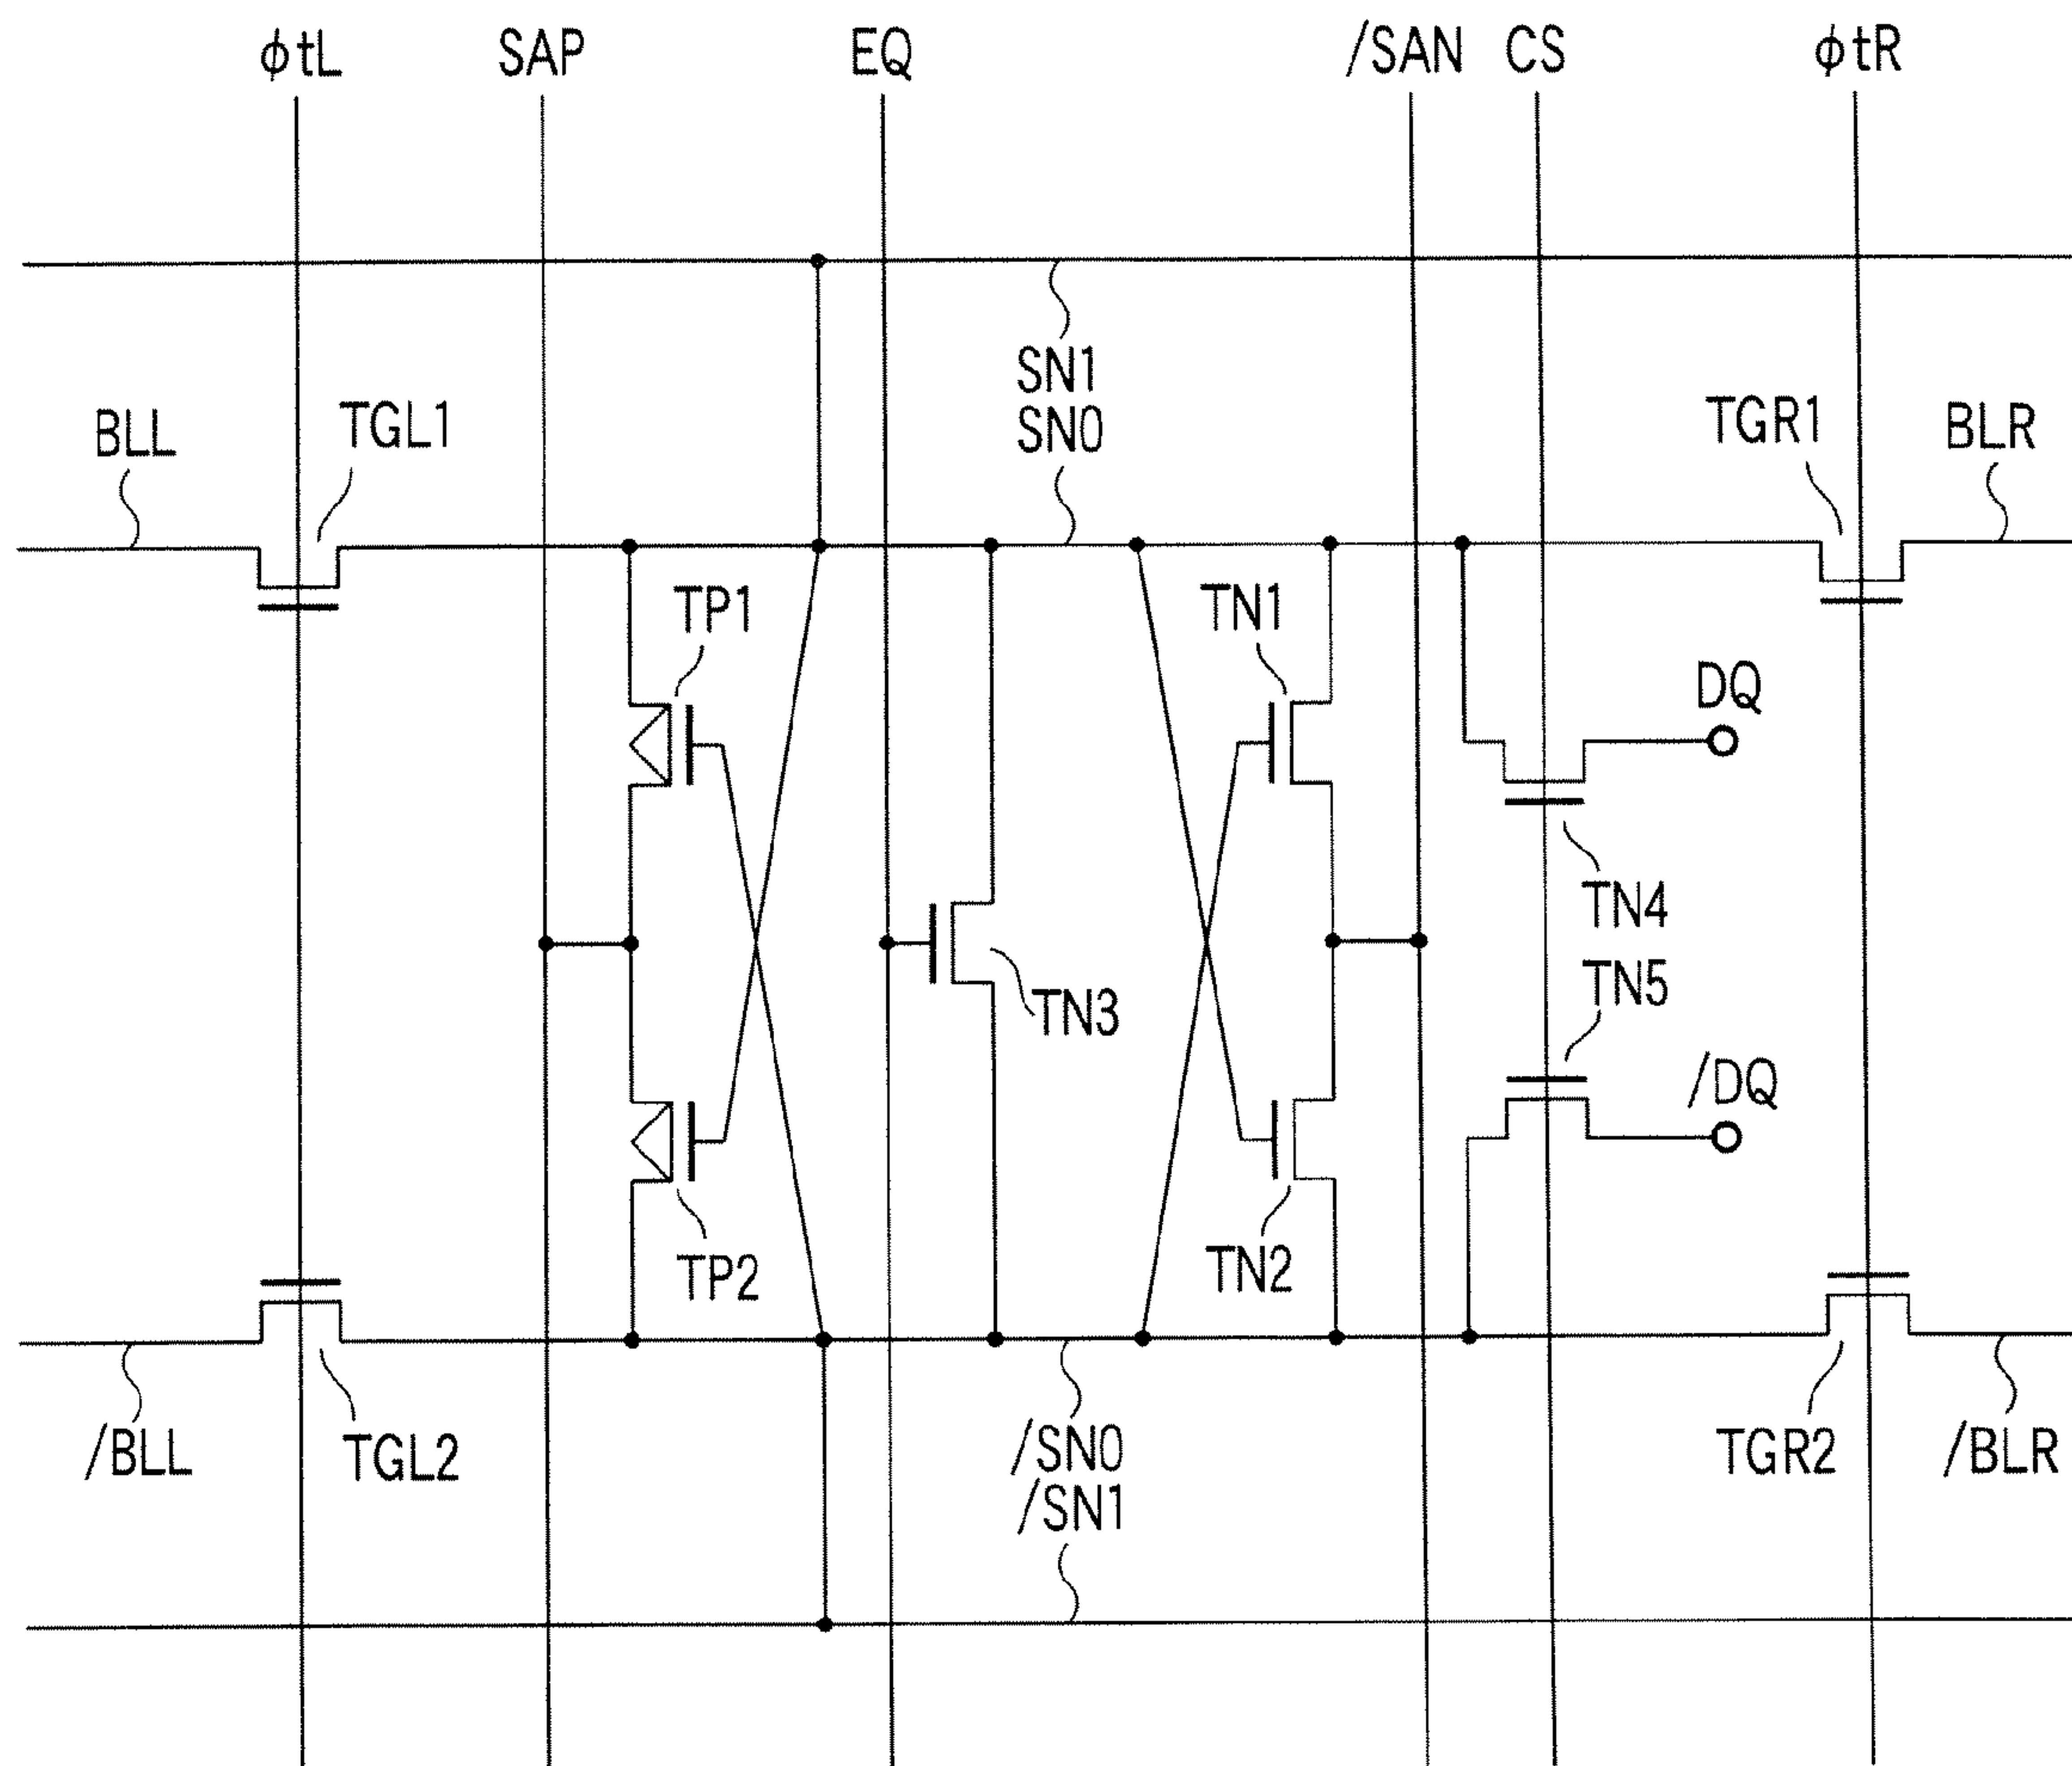 ϕtL SAP EQ /SAN CS ϕtR
SN1
SN0
BLL TGL1 TGR1 BLR
TP1 TN1
DQ
TN4
TN5
TN3
/DQ
TP2 TN2
/SN0
/SN1
/BLL TGL2 TGR2 /BLR